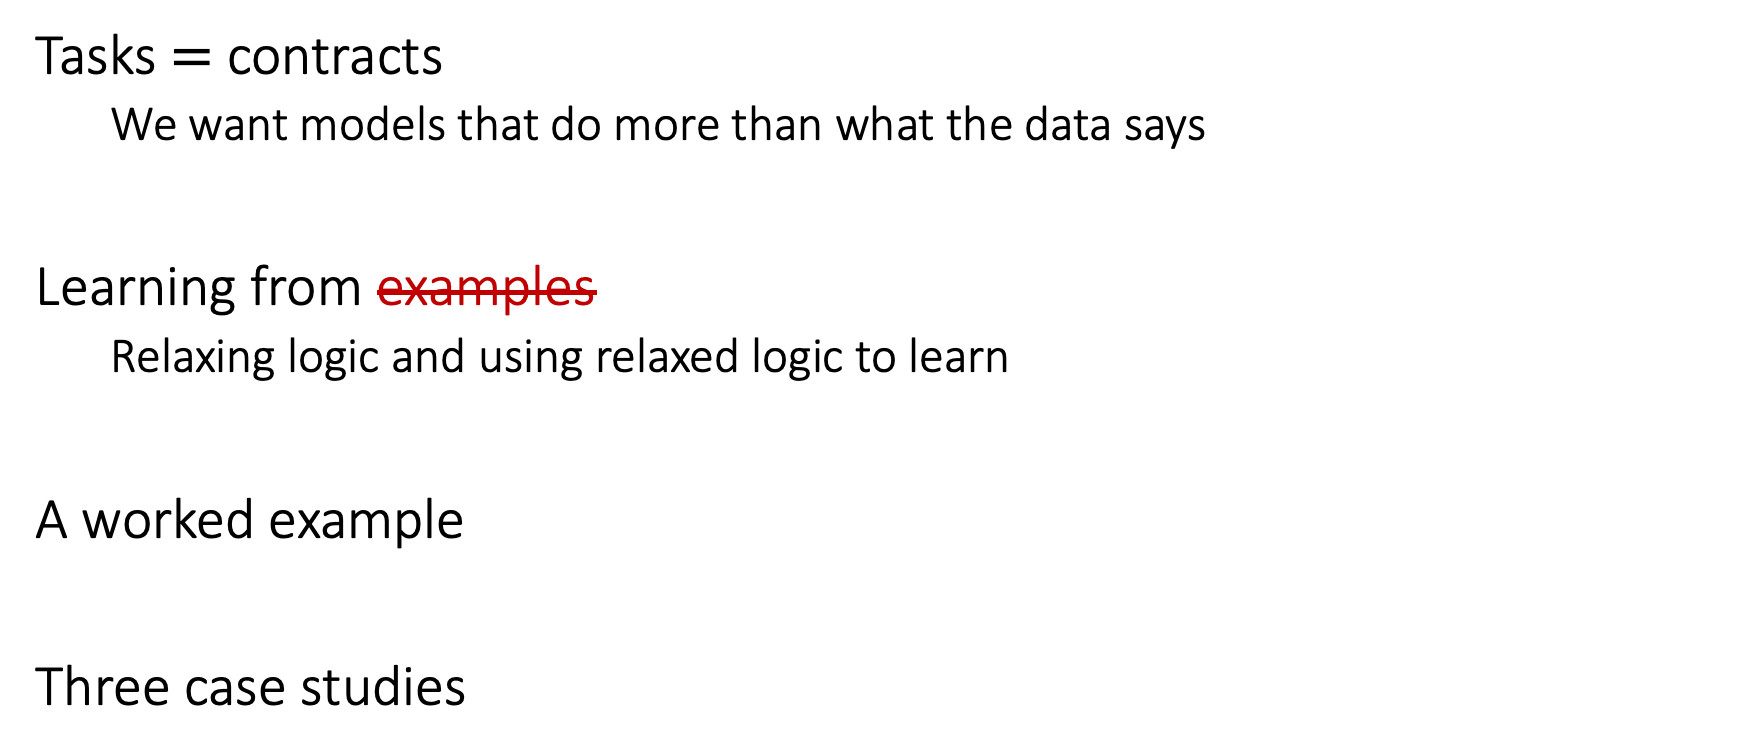 Tasks = contracts
We want models that do more than what the data says
Learning from examples
Relaxing logic and using relaxed logic to learn
A worked example
Three case studies